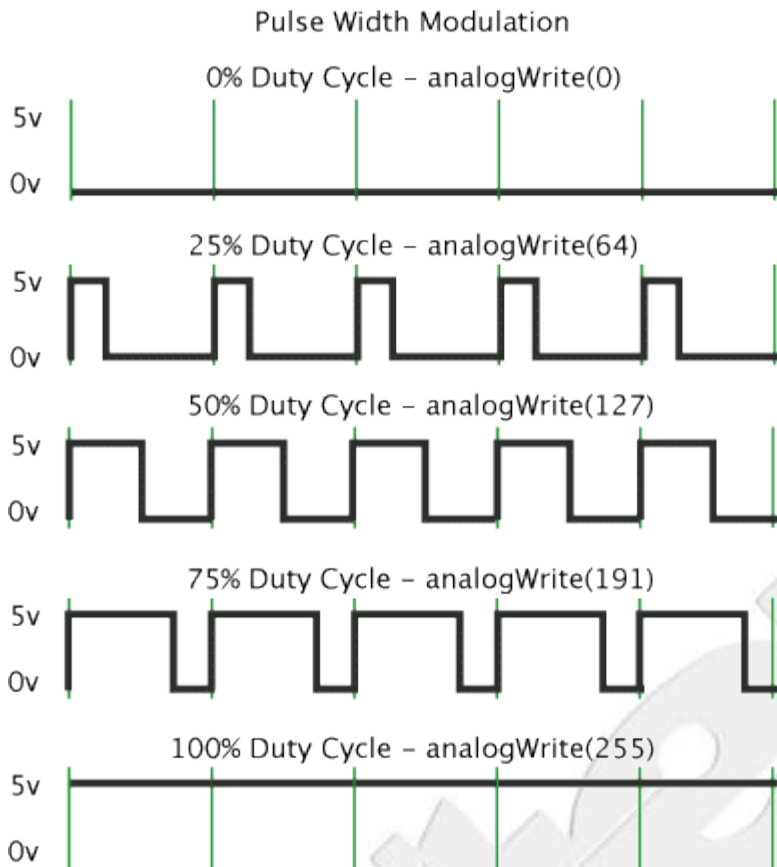 Pulse Width Modulation
0% Duty Cycle – analogWrite(0)
5v
0v
25% Duty Cycle – analogWrite(64)
5v
0v
50% Duty Cycle – analogWrite(127)
5v
0v
75% Duty Cycle – analogWrite(191)
5v
0v
100% Duty Cycle – analogWrite(255)
5v
0v